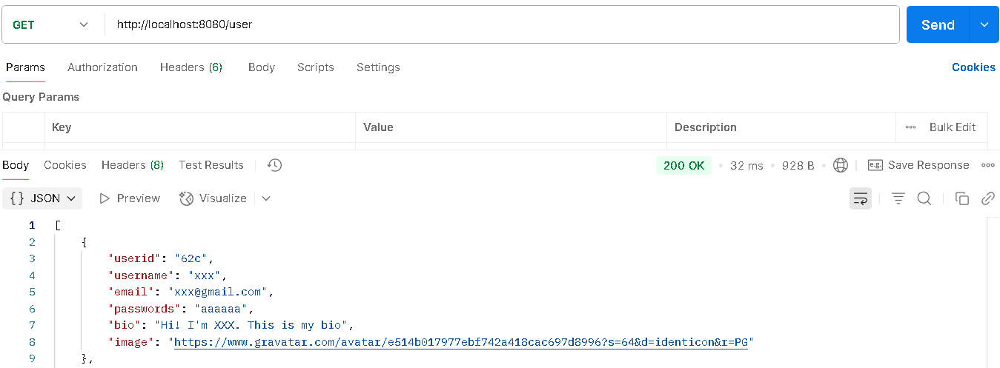 GET http://localhost:8080/user Send
Params Authorization Headers (6) Body Scripts Settings Cookies
Query Params
Key Value Description Bulk Edit
Body Cookies Headers (8) Test Results 200 OK 32 ms 928 B e.g. Save Response
{} JSON Preview Visualize
1 [
2 {
3 "userid": "62c",
4 "username": "xxx",
5 "email": "xxx@gmail.com",
6 "passwords": "aaaaaa",
7 "bio": "Hi! I'm XXX. This is my bio",
8 "image": "https://www.gravatar.com/avatar/e514b017977ebf742a418cac697d8996?s=64&d=identicon&r=PG"
9 },